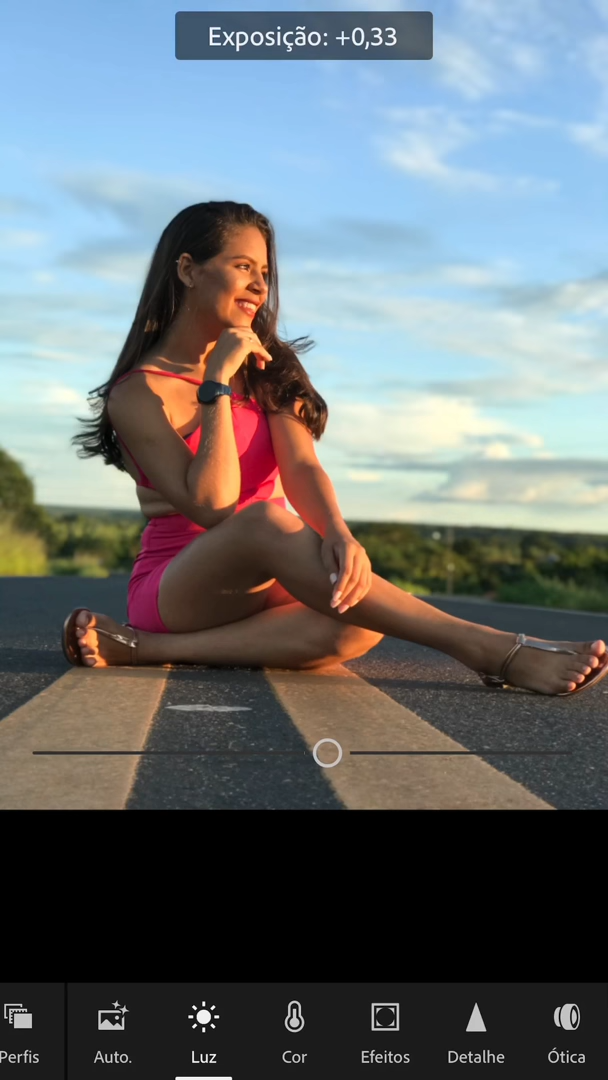 Exposição: +0,33
Perfis
Auto.
Luz
Cor
Efeitos
Detalhe
Ótica